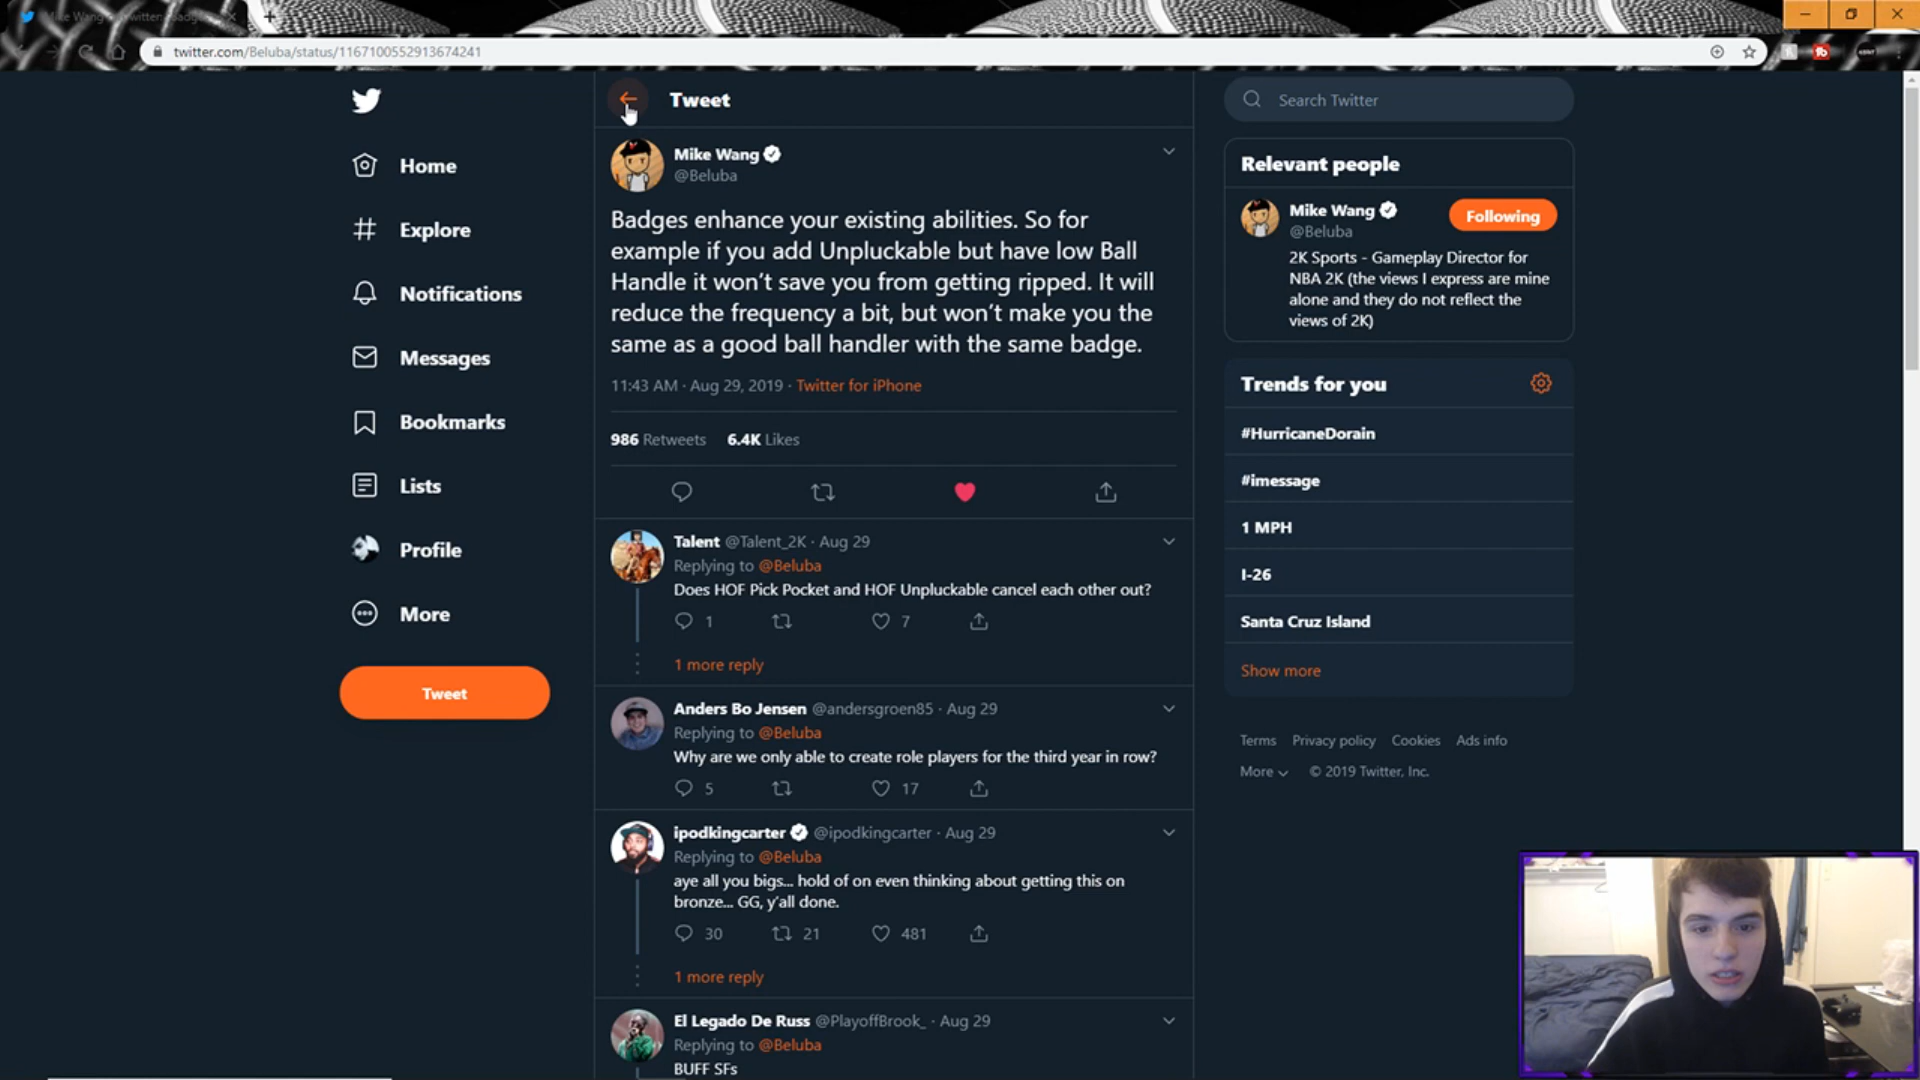 twitter.com/Beluba/status/1167100552913674241
Tweet
Search Twitter
Home
Explore
Notifications
Messages
Bookmarks
Lists
Profile
More
Tweet
Mike Wang
@Beluba
Badges enhance your existing abilities. So for
example if you add Unpluckable but have low Ball
Handle it won't save you from getting ripped. It will
reduce the frequency a bit, but won't make you the
same as a good ball handler with the same badge.
11:43 AM · Aug 29, 2019 · Twitter for iPhone
986 Retweets 6.4K Likes
Talent @Talent_2K · Aug 29
Replying to @Beluba
Does HOF Pick Pocket and HOF Unpluckable cancel each other out?
1 7
1 more reply
Anders Bo Jensen @andersgroen85 · Aug 29
Replying to @Beluba
Why are we only able to create role players for the third year in row?
5 17
ipodkingcarter @ipodkingcarter · Aug 29
Replying to @Beluba
aye all you bigs... hold of on even thinking about getting this on
bronze... GG, y'all done.
30 21 481
1 more reply
El Legado De Russ @PlayoffBrook_ · Aug 29
Replying to @Beluba
BUFF SFs
Relevant people
Mike Wang
@Beluba
Following
2K Sports - Gameplay Director for
NBA 2K (the views I express are mine
alone and they do not reflect the
views of 2K)
Trends for you
#HurricaneDorain
#imessage
1 MPH
I-26
Santa Cruz Island
Show more
Terms Privacy policy Cookies Ads info
More © 2019 Twitter, Inc.